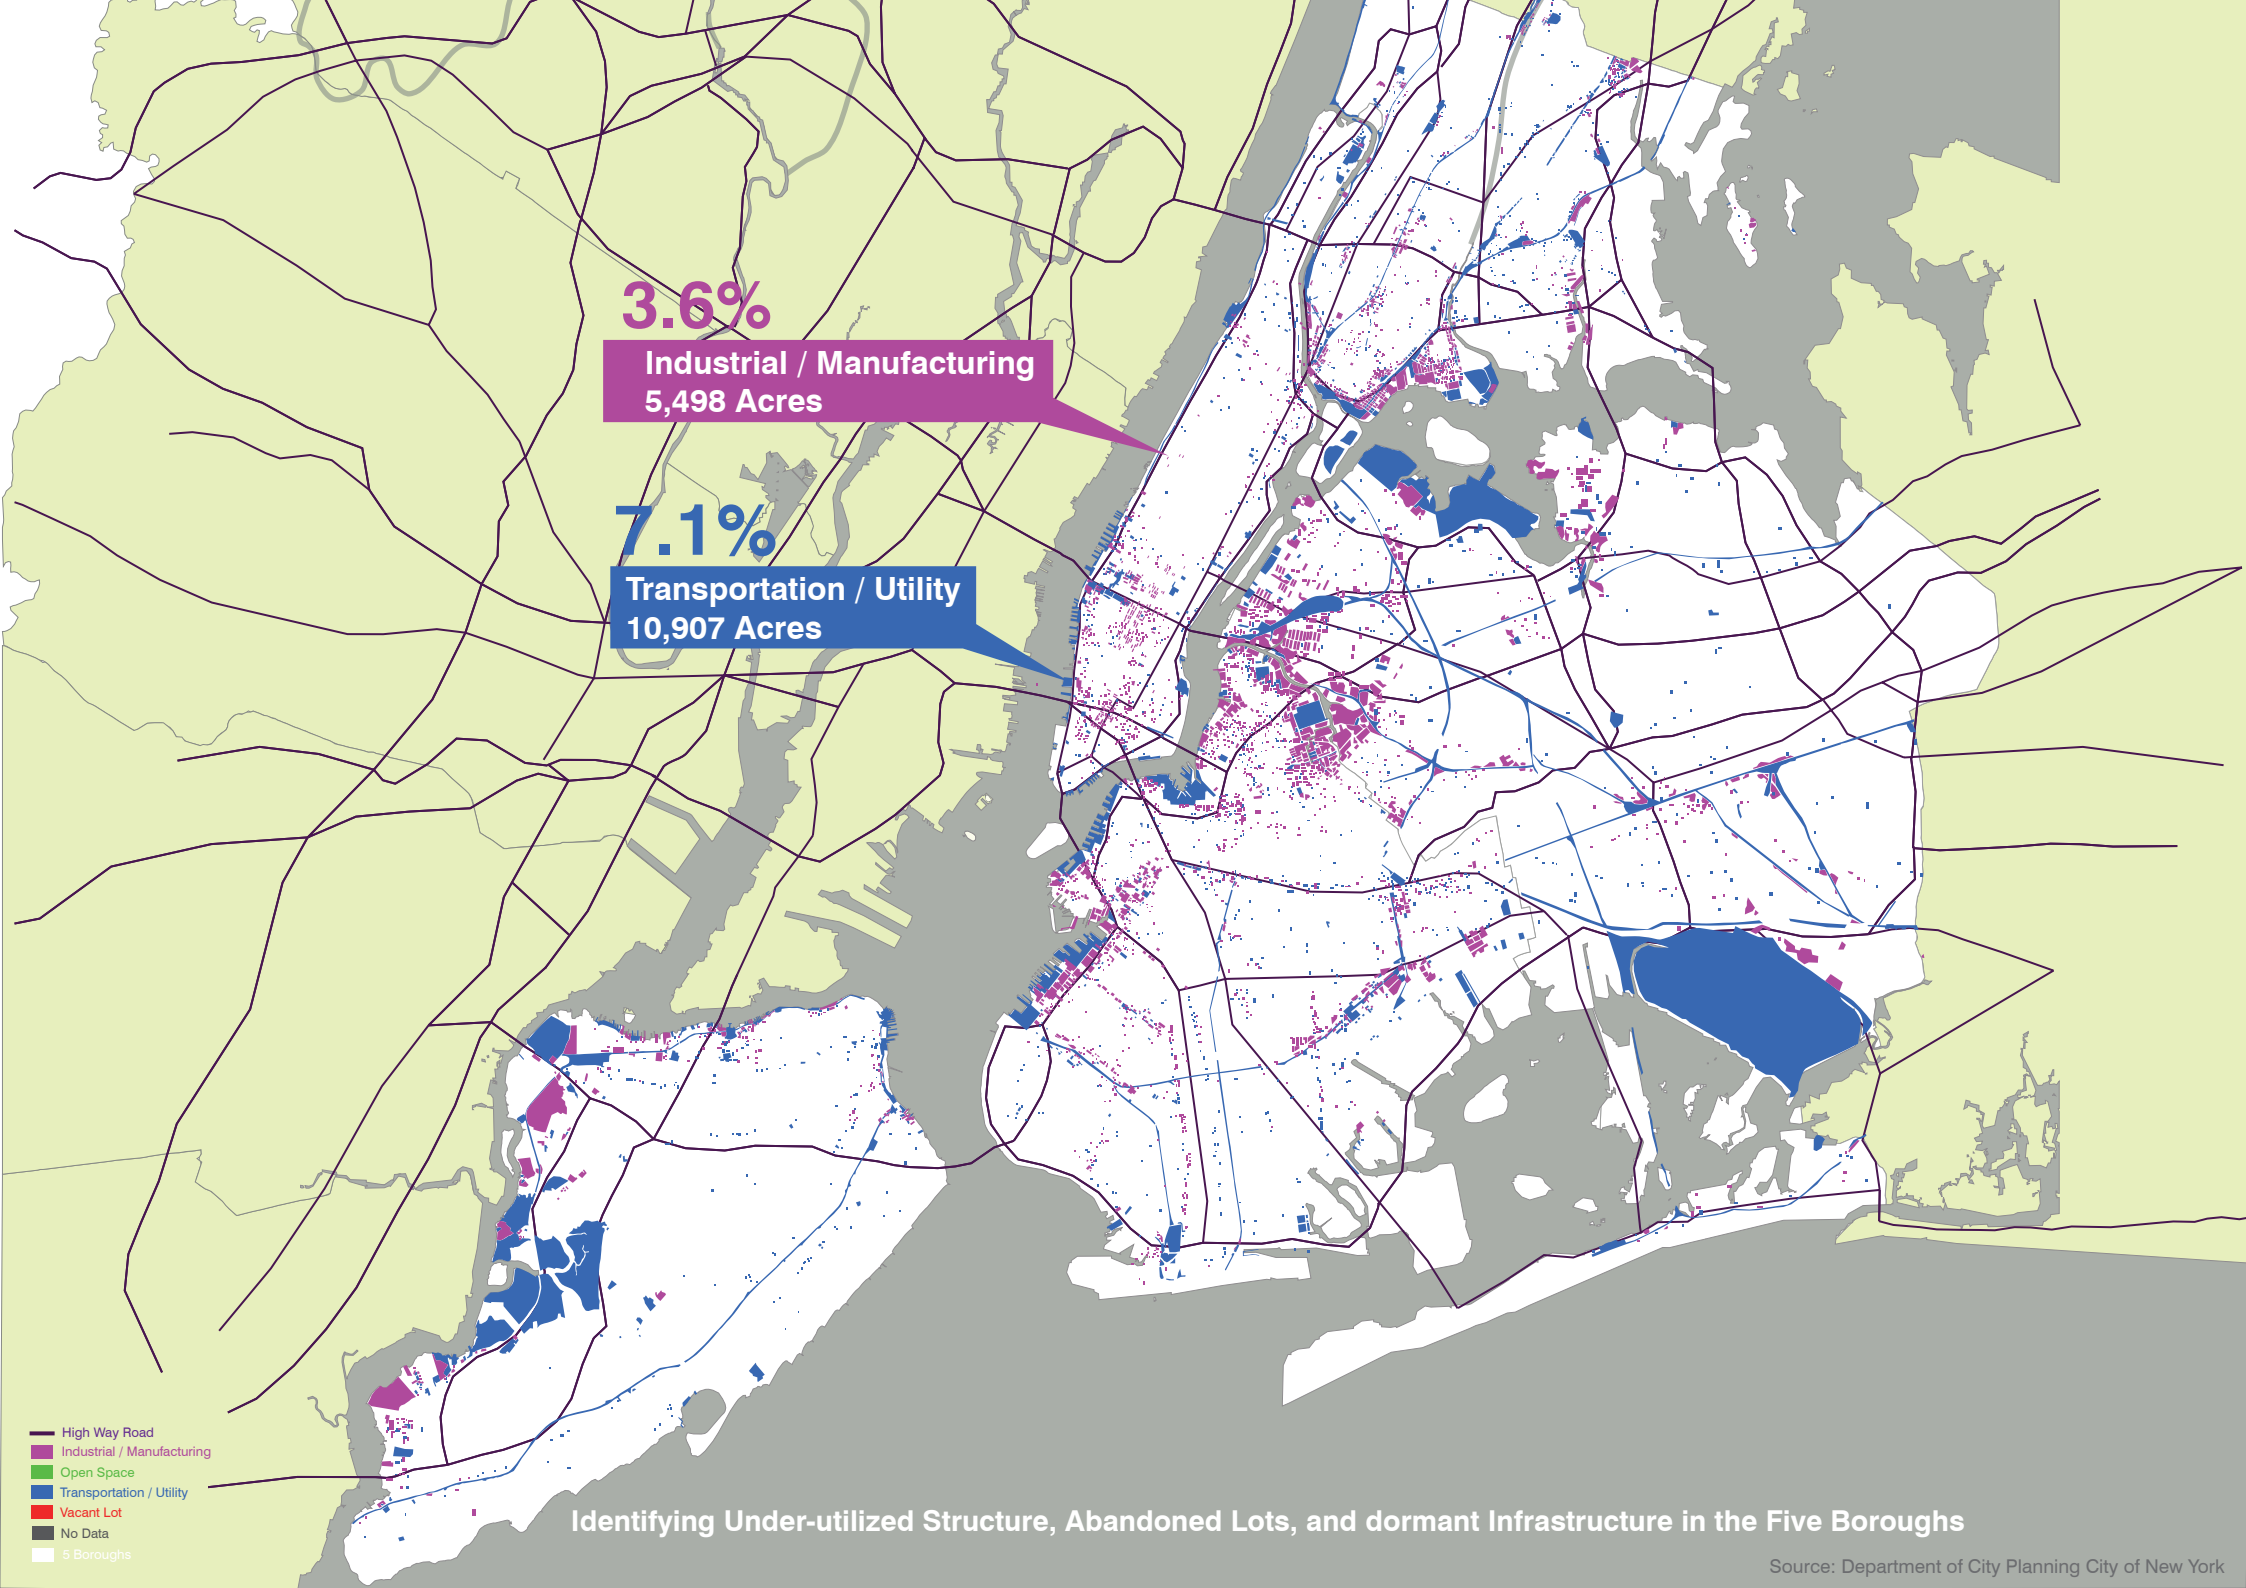 3.6%
Industrial / Manufacturing
5,498 Acres
7.1%
Transportation / Utility
10,907 Acres
High Way Road
Industrial / Manufacturing
Open Space
Transportation / Utility
Vacant Lot
No Data
5 Boroughs
Identifying Under-utilized Structure, Abandoned Lots, and dormant Infrastructure in the Five Boroughs
Source: Department of City Planning City of New York